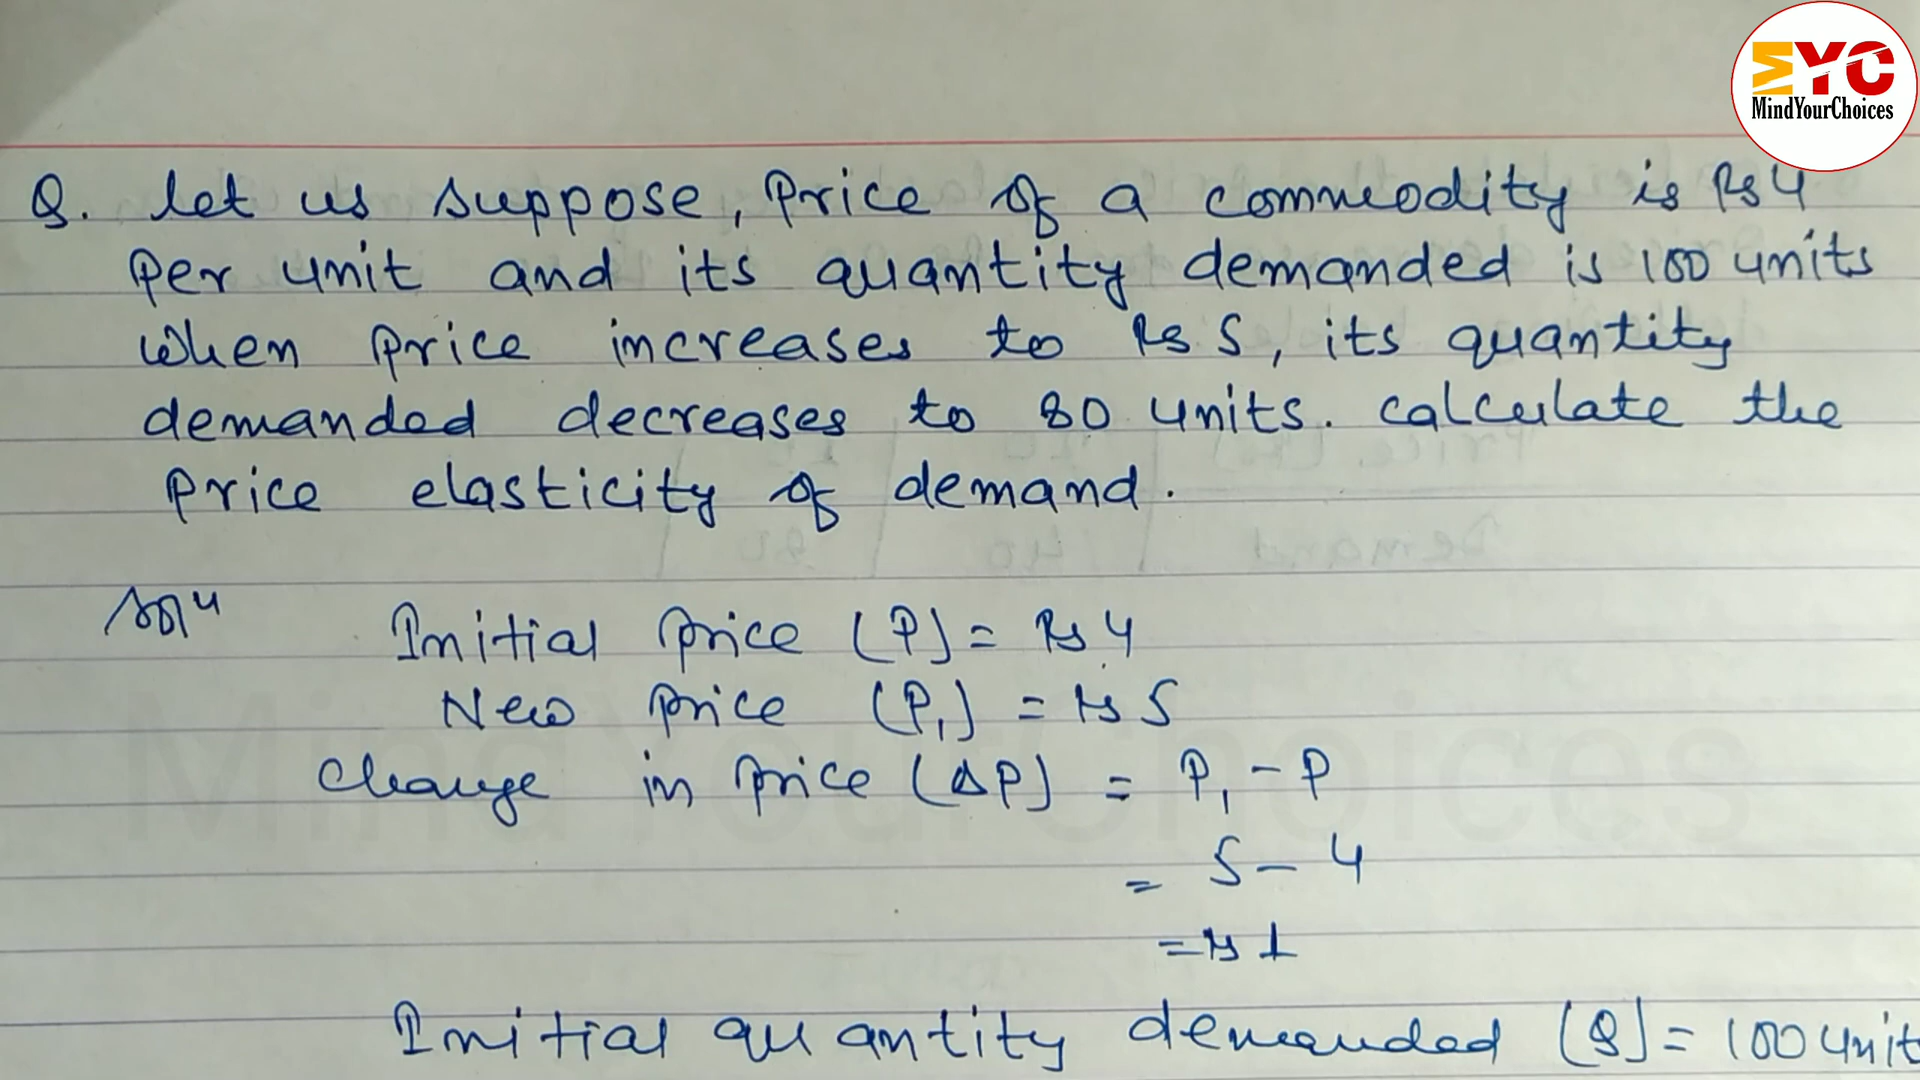 MYC
MindYourChoices
Q. let us suppose, Price of a commodity is Rs 4
Per unit and its quantity demanded is 100 units
When price increases to Rs 5, its quantity
demanded decreases to 80 units. Calculate the
Price elasticity of demand.
Solⁿ Initial price (P) = Rs 4
New price (P₁) = Rs 5
Change in price (ΔP) = P₁ - P
= 5 - 4
= Rs 1
Initial quantity demanded (Q) = 100 unit
MindYourChoices